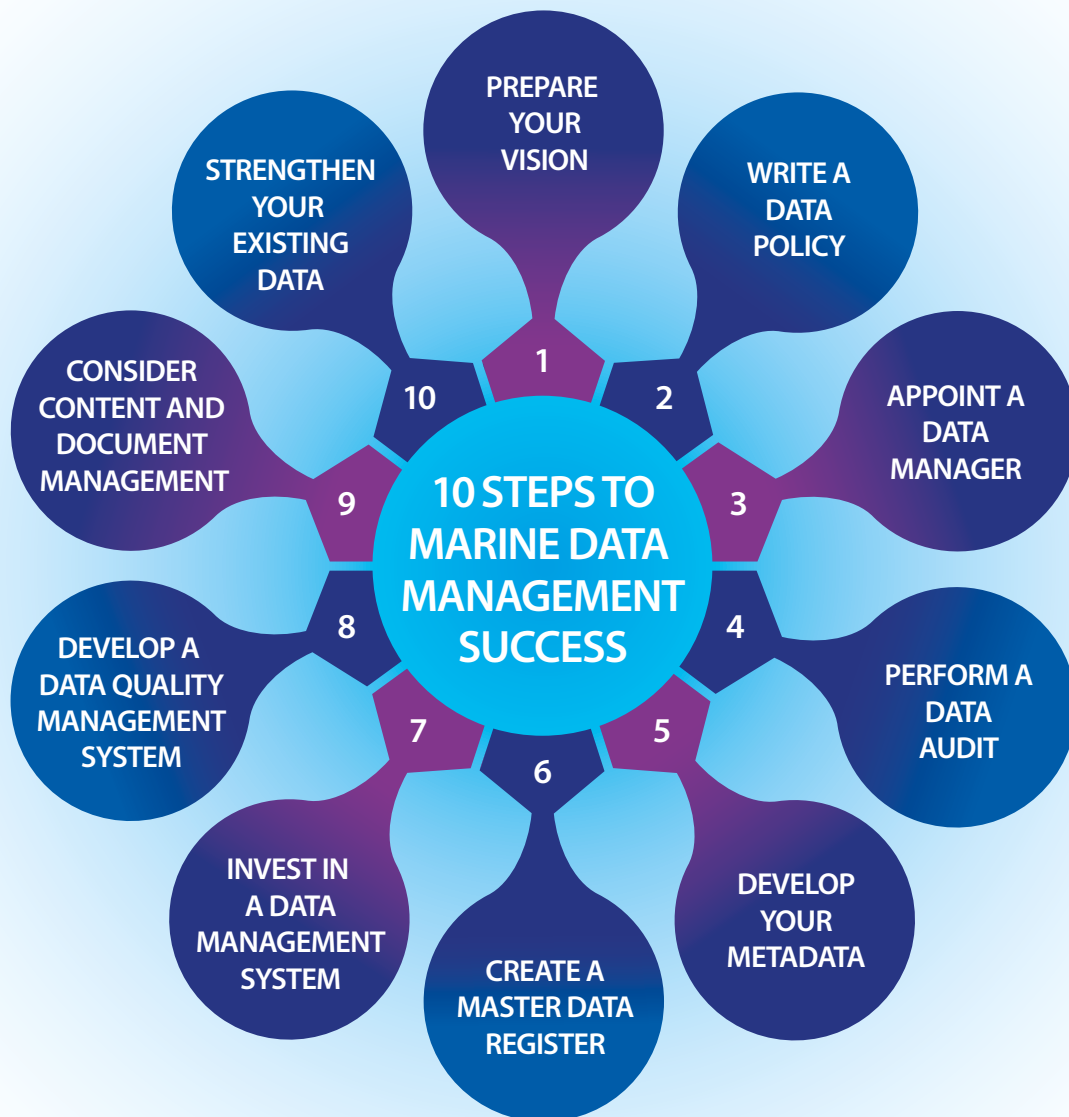 10 STEPS TO
MARINE DATA
MANAGEMENT
SUCCESS
1
PREPARE
YOUR
VISION
2
WRITE A
DATA
POLICY
3
APPOINT A
DATA
MANAGER
4
PERFORM A
DATA
AUDIT
5
DEVELOP
YOUR
METADATA
6
CREATE A
MASTER DATA
REGISTER
7
INVEST IN
A DATA
MANAGEMENT
SYSTEM
8
DEVELOP A
DATA QUALITY
MANAGEMENT
SYSTEM
9
CONSIDER
CONTENT AND
DOCUMENT
MANAGEMENT
10
STRENGTHEN
YOUR
EXISTING
DATA